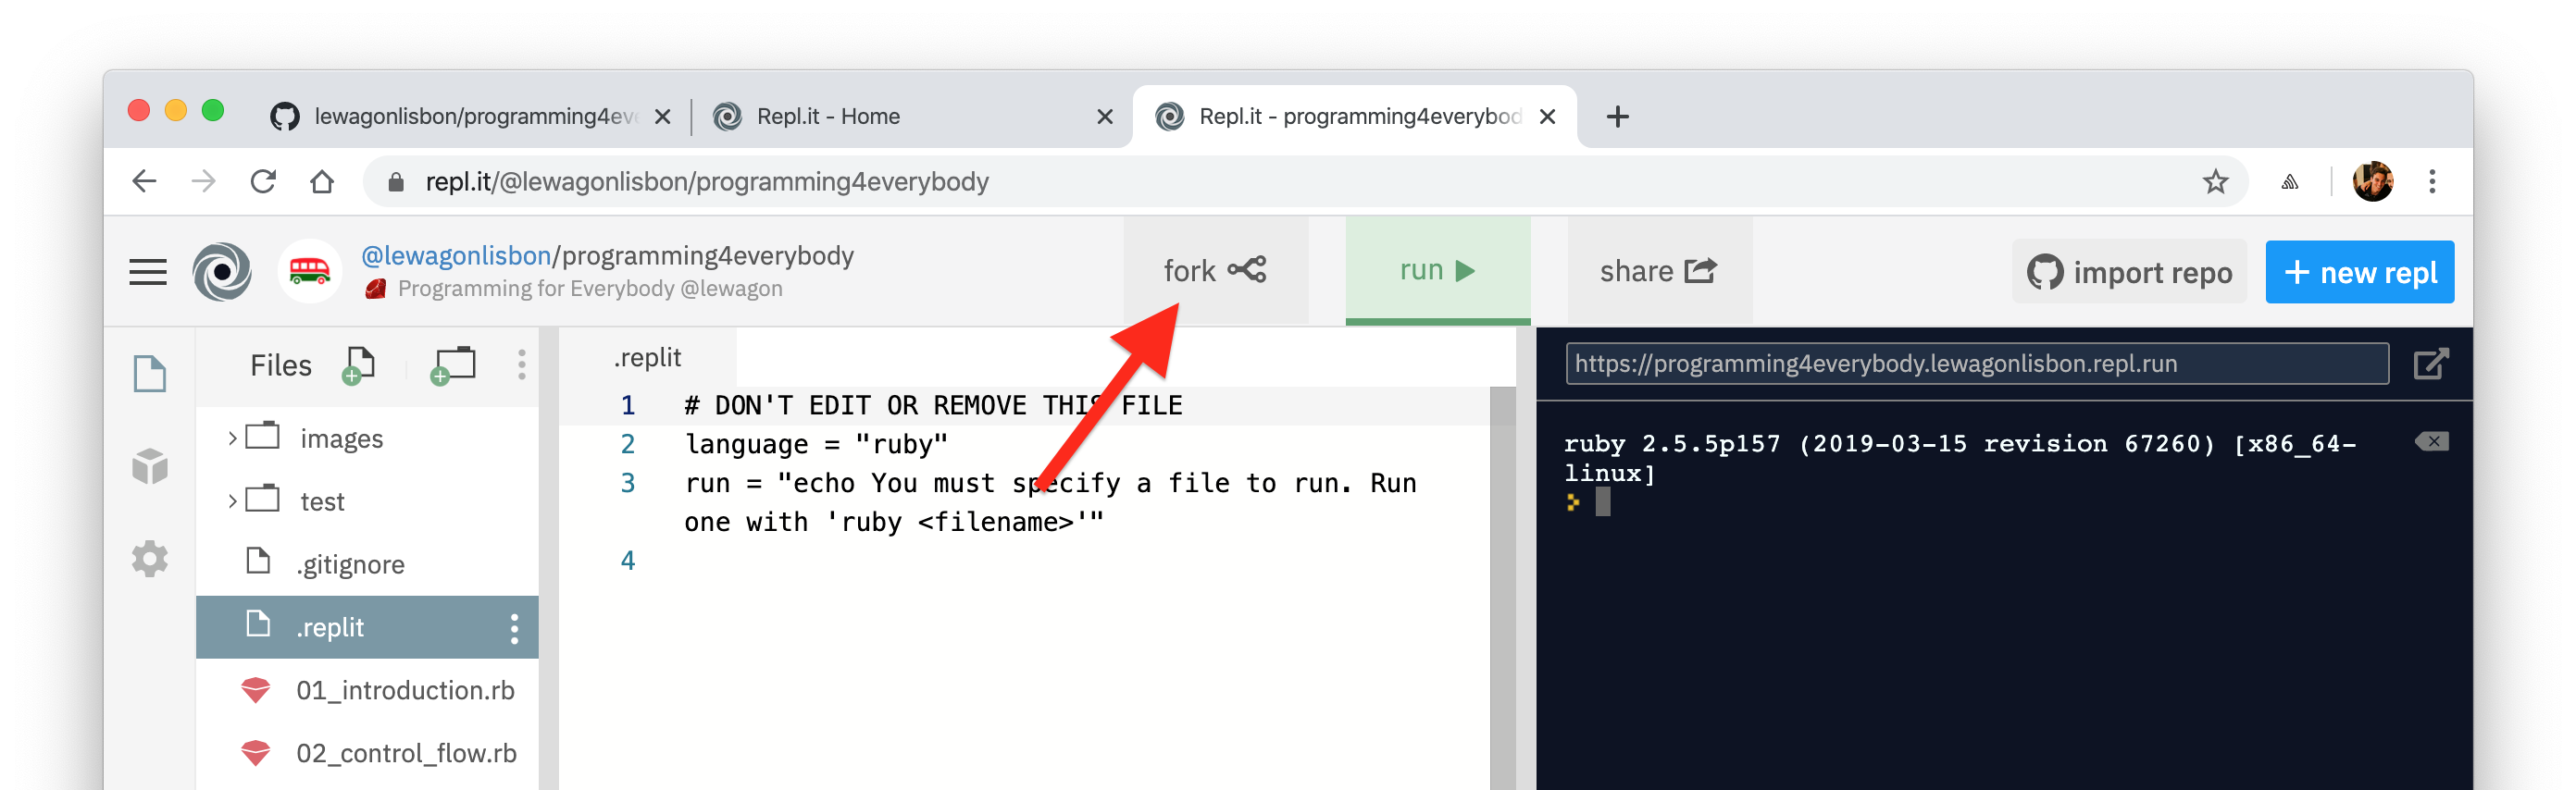 lewagonlisbon/programming4eve
Repl.it - Home
Repl.it - programming4everybod
repl.it/@lewagonlisbon/programming4everybody
@lewagonlisbon/programming4everybody
Programming for Everybody @lewagon
fork
run
share
import repo
+ new repl
Files
images
test
.gitignore
.replit
01_introduction.rb
02_control_flow.rb
.replit
1 # DON'T EDIT OR REMOVE THIS FILE
2 language = "ruby"
3 run = "echo You must specify a file to run. Run
one with 'ruby <filename>'"
4
https://programming4everybody.lewagonlisbon.repl.run
ruby 2.5.5p157 (2019-03-15 revision 67260) [x86_64-
linux]